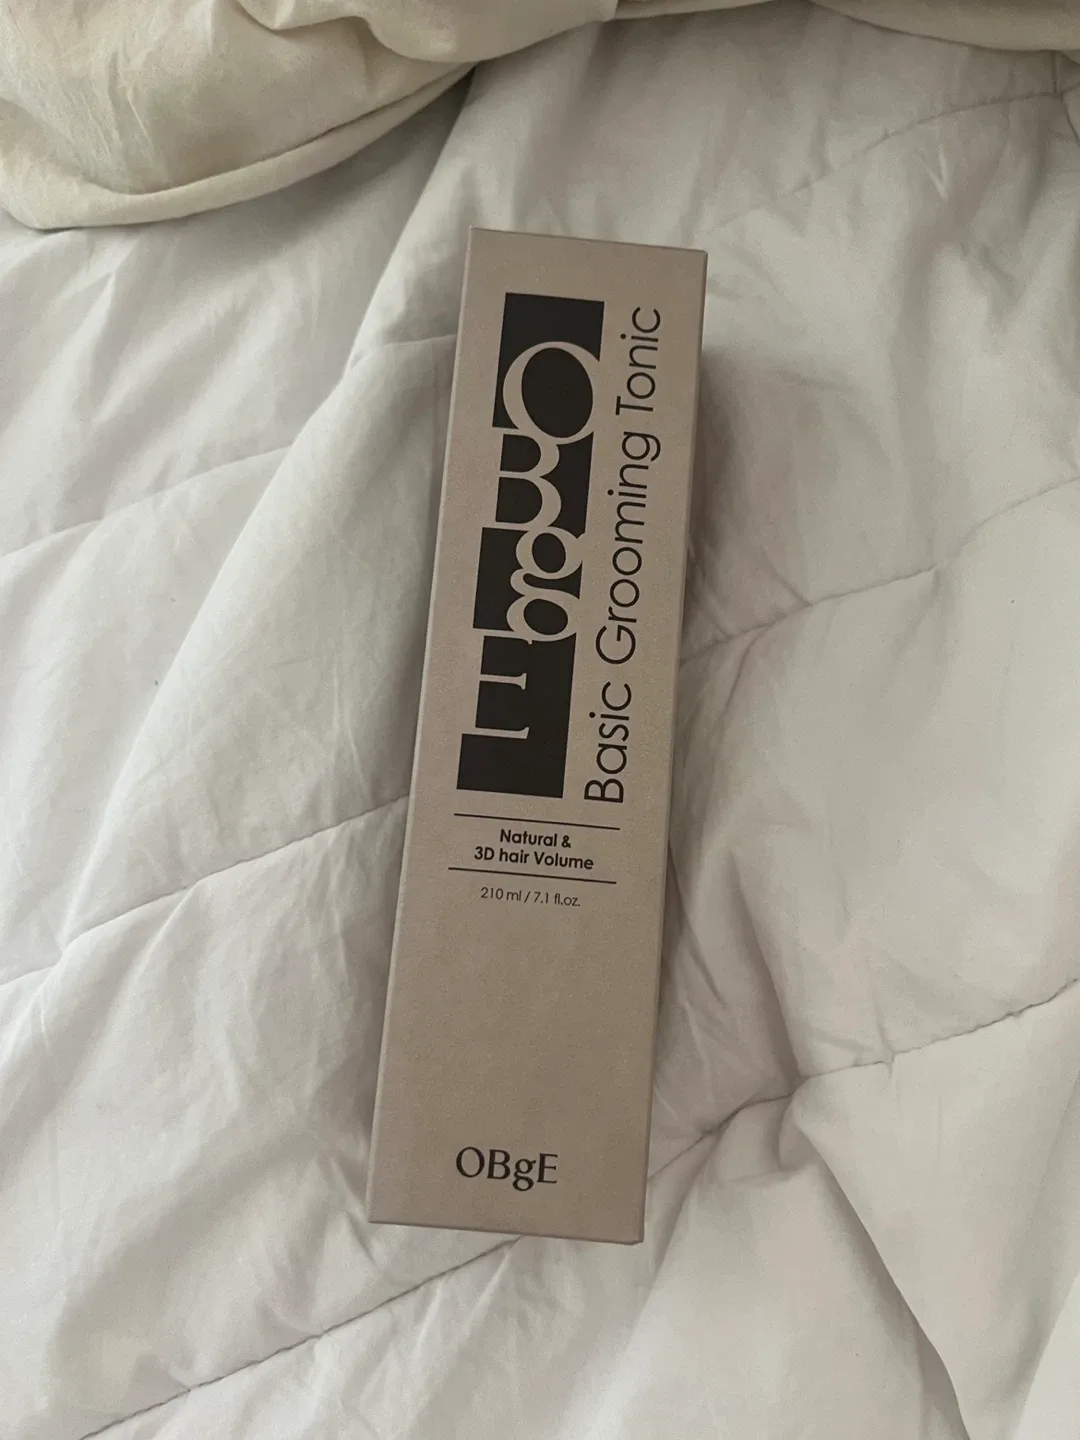 OBgE
Basic Grooming Tonic
Natural &
3D hair Volume
210 ml / 7.1 fl.oz.
OBgE